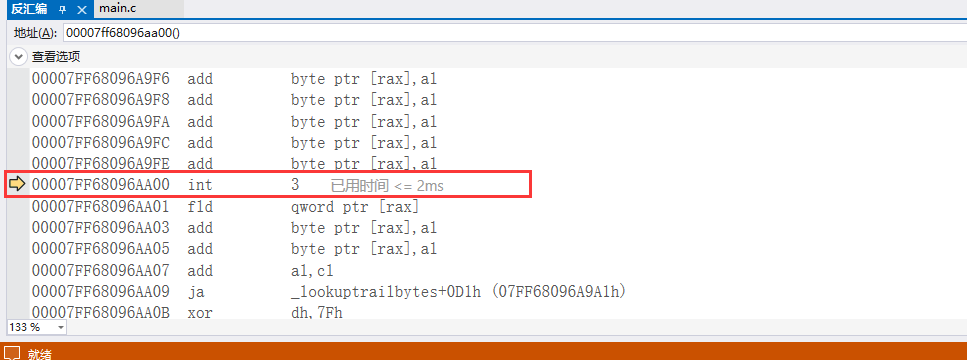 反汇编 main.c
地址(A): 00007ff68096aa00()
查看选项
00007FF68096A9F6 add byte ptr [rax],al
00007FF68096A9F8 add byte ptr [rax],al
00007FF68096A9FA add byte ptr [rax],al
00007FF68096A9FC add byte ptr [rax],al
00007FF68096A9FE add byte ptr [rax],al
00007FF68096AA00 int 3 已用时间 <= 2ms
00007FF68096AA01 fld qword ptr [rax]
00007FF68096AA03 add byte ptr [rax],al
00007FF68096AA05 add byte ptr [rax],al
00007FF68096AA07 add al,cl
00007FF68096AA09 ja _lookuptrailbytes+0D1h (07FF68096A9A1h)
00007FF68096AA0B xor dh,7Fh
133 %
就绪